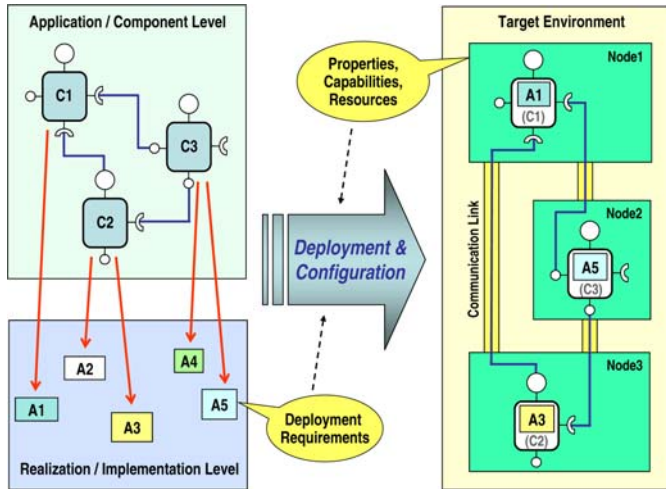 Application / Component Level
C1
C3
C2
A1
A2
A3
A4
A5
Realization / Implementation Level
Properties,
Capabilities,
Resources
Deployment &
Configuration
Deployment
Requirements
Target Environment
Node1
A1
(C1)
Communication Link
Node2
A5
(C3)
Node3
A3
(C2)